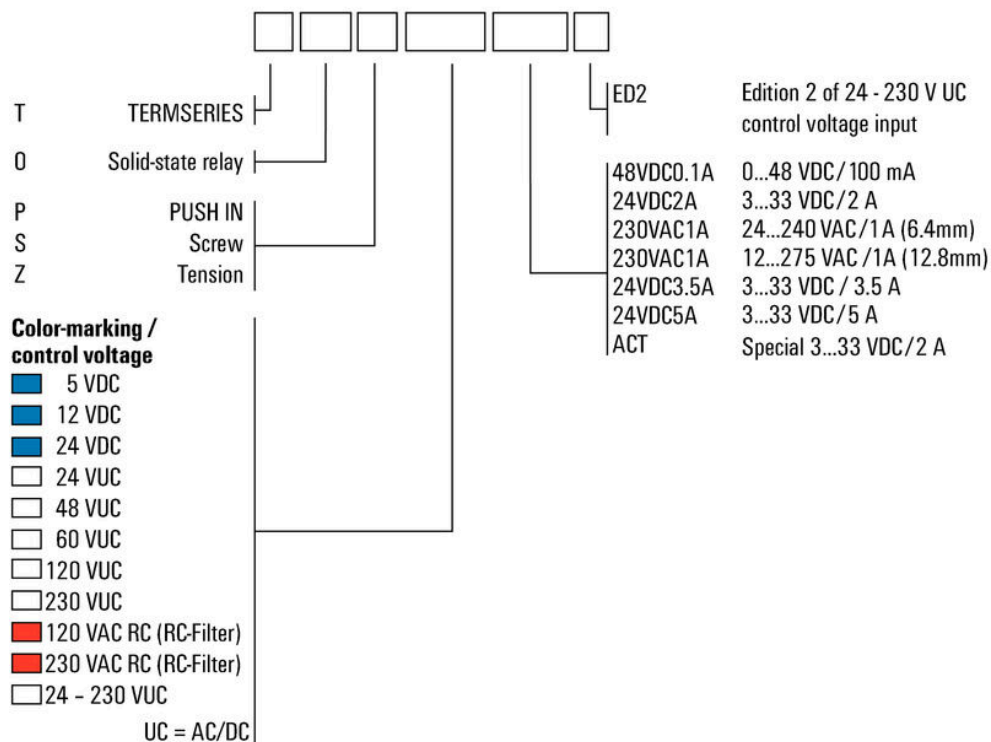 T TERMSERIES
O Solid-state relay
P PUSH IN
S Screw
Z Tension
Color-marking /
control voltage
5 VDC
12 VDC
24 VDC
24 VUC
48 VUC
60 VUC
120 VUC
230 VUC
120 VAC RC (RC-Filter)
230 VAC RC (RC-Filter)
24 – 230 VUC
UC = AC/DC
ED2 Edition 2 of 24 - 230 V UC
control voltage input
48VDC0.1A 0...48 VDC/100 mA
24VDC2A 3...33 VDC/2 A
230VAC1A 24...240 VAC/1A (6.4mm)
230VAC1A 12...275 VAC/1A (12.8mm)
24VDC3.5A 3...33 VDC / 3.5 A
24VDC5A 3...33 VDC/5 A
ACT Special 3...33 VDC/2 A